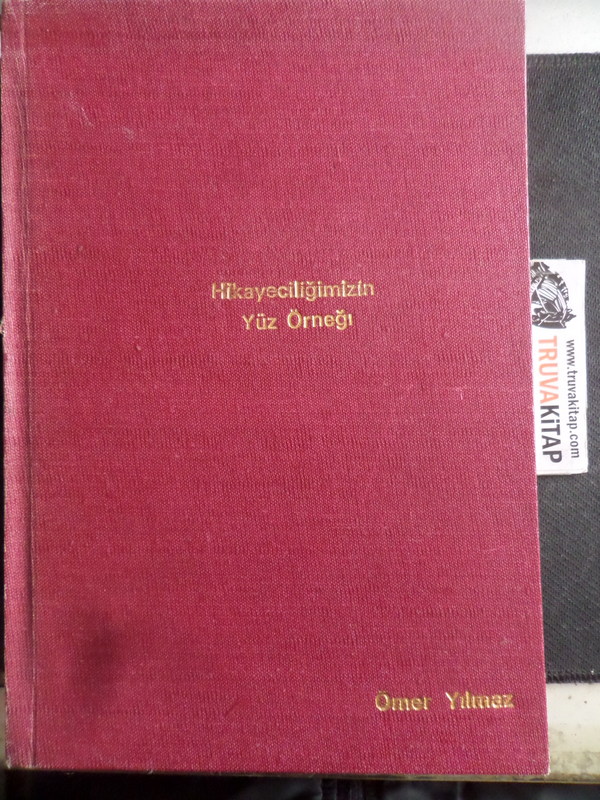 Hikayeciliğimizin
Yüz Örneği
Ömer Yılmaz
www.truvakitap.com
TRUVAKİTAP